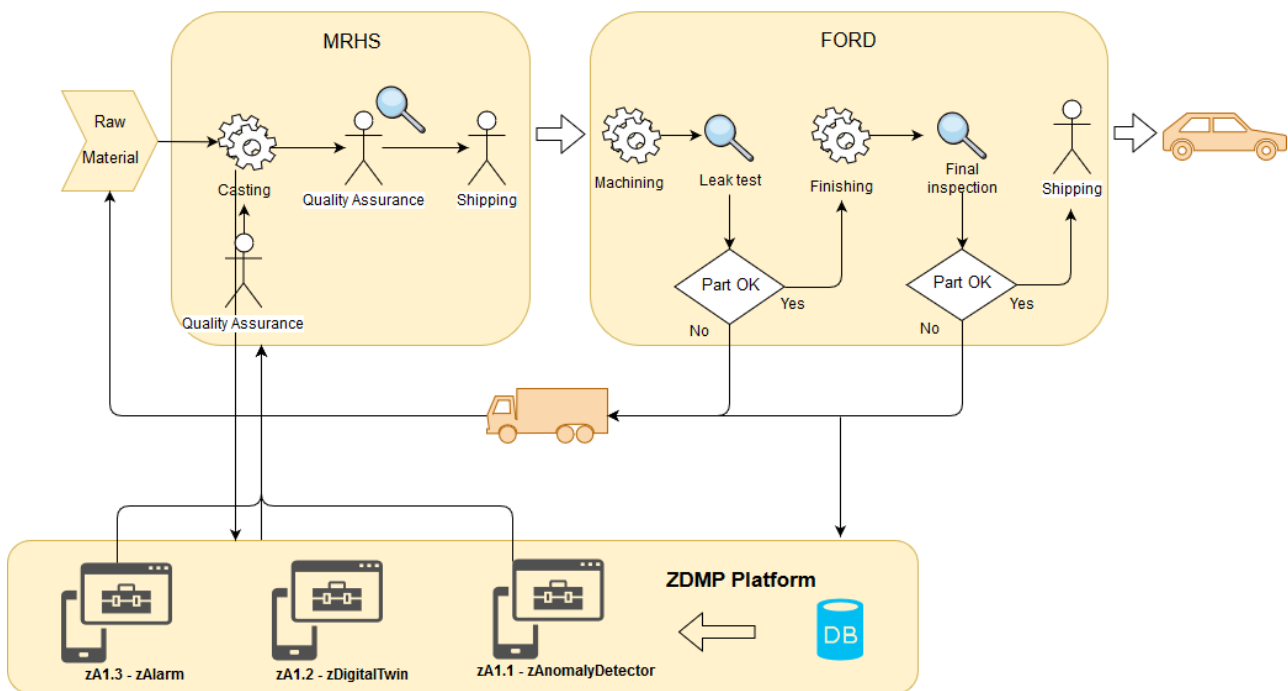 MRHS
FORD
Raw
Material
Casting
Quality Assurance
Shipping
Quality Assurance
Machining
Leak test
Finishing
Final
inspection
Shipping
Part OK
Yes
No
Part OK
Yes
No
ZDMP Platform
DB
zA1.3 - zAlarm
zA1.2 - zDigitalTwin
zA1.1 - zAnomalyDetector